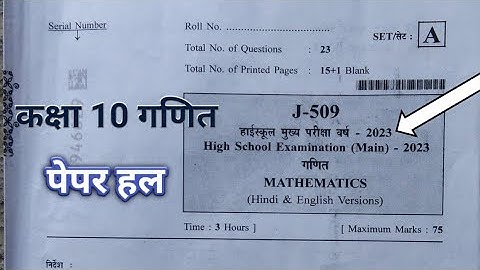 Serial Number
Roll No.
SET/सेट : A
Total No. of Questions : 23
Total No. of Printed Pages : 15+1 Blank
कक्षा 10 गणित
पेपर हल
J-509
हाईस्कूल मुख्य परीक्षा वर्ष - 2023
High School Examination (Main) - 2023
गणित
MATHEMATICS
(Hindi & English Versions)
Time : 3 Hours ]
[ Maximum Marks : 75
निर्देश :